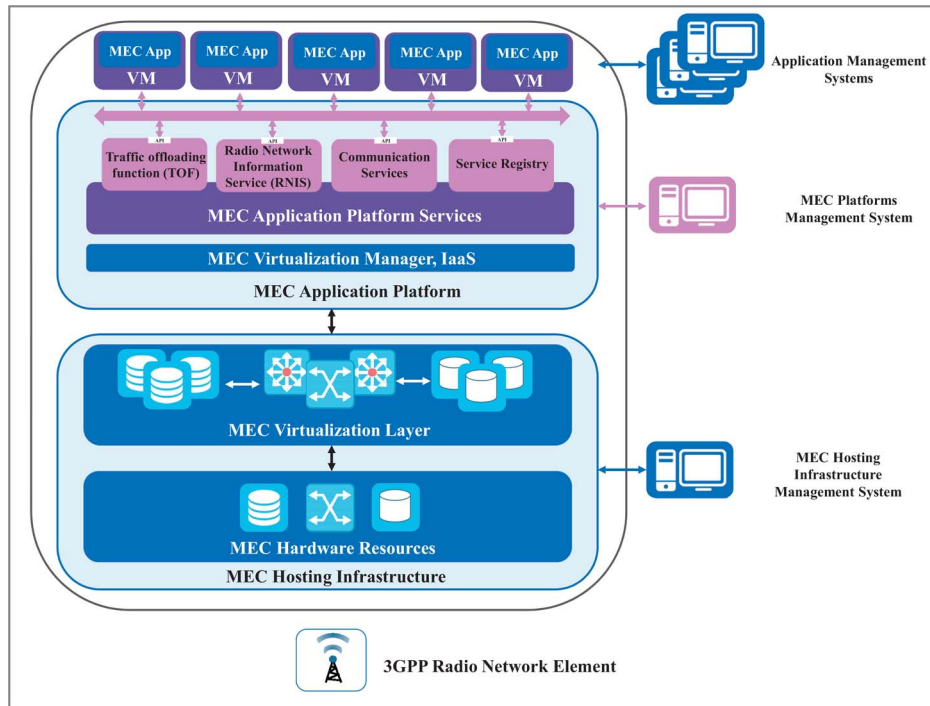 MEC App
VM
MEC App
VM
MEC App
VM
MEC App
VM
MEC App
VM
Application Management
Systems
API
Traffic offloading
function (TOF)
API
Radio Network
Information
Service (RNIS)
API
Communication
Services
API
Service Registry
MEC Application Platform Services
MEC Platforms
Management System
MEC Virtualization Manager, IaaS
MEC Application Platform
MEC Virtualization Layer
MEC Hosting
Infrastructure
Management System
MEC Hardware Resources
MEC Hosting Infrastructure
3GPP Radio Network Element